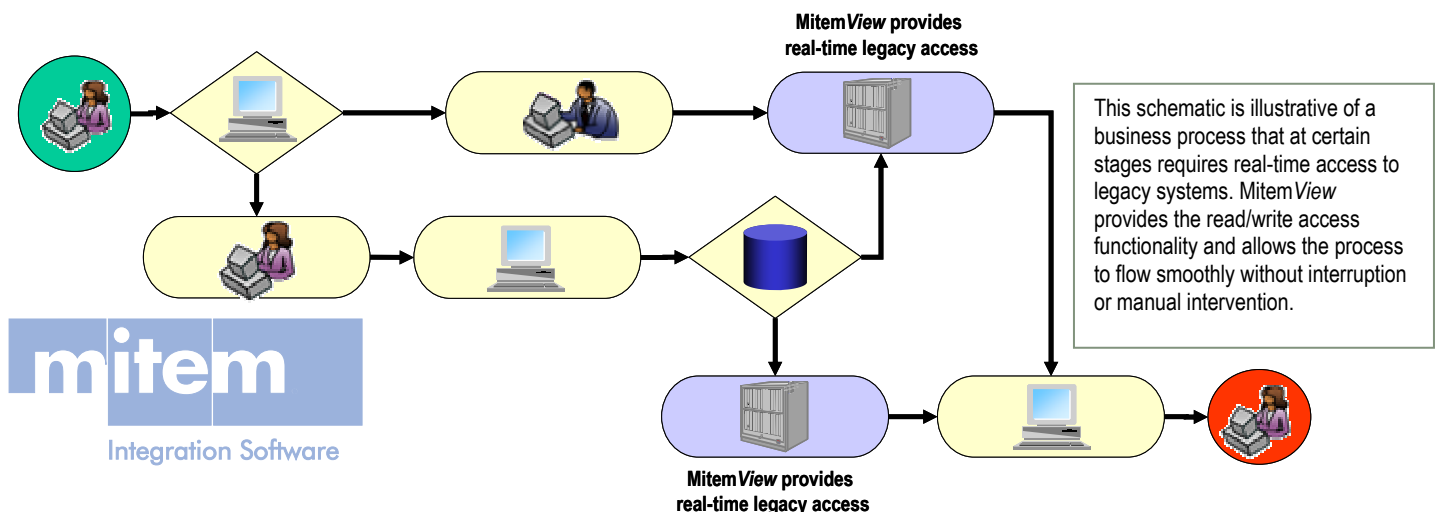 MitemView provides
real-time legacy access
This schematic is illustrative of a
business process that at certain
stages requires real-time access to
legacy systems. MitemView
provides the read/write access
functionality and allows the process
to flow smoothly without interruption
or manual intervention.
mitem
Integration Software
MitemView provides
real-time legacy access